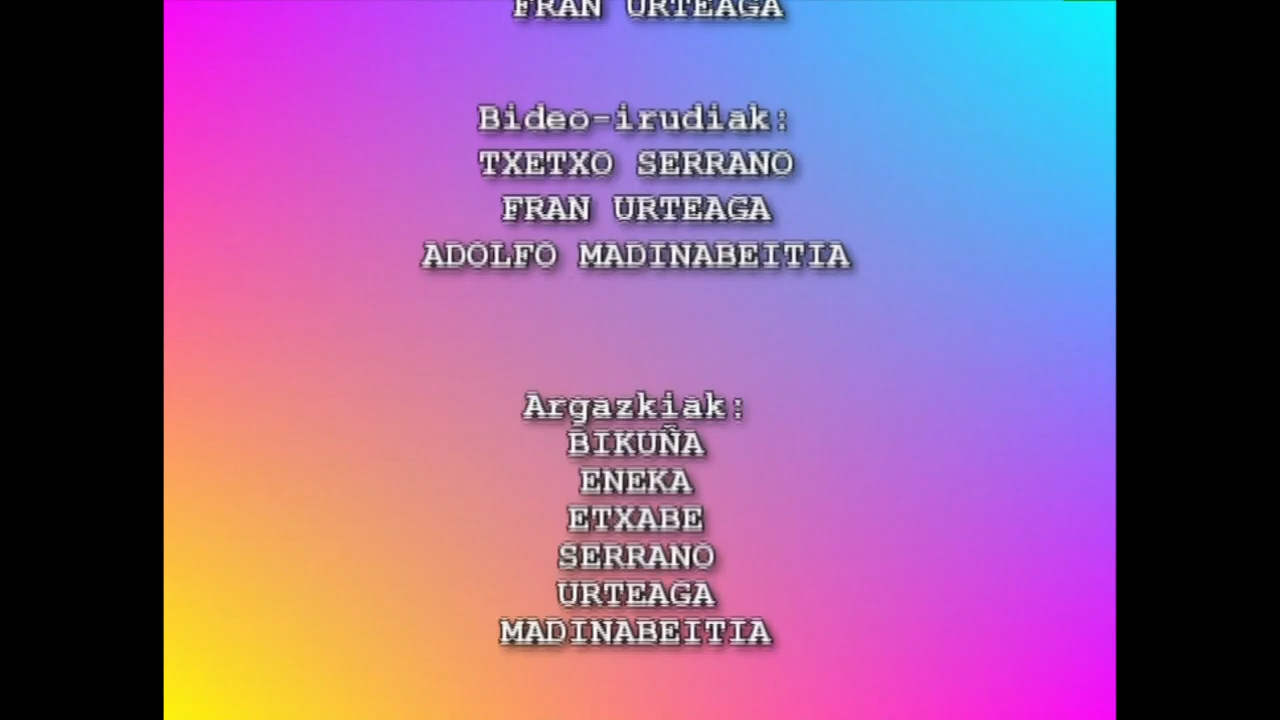 FRAN URTEAGA
Bideo-irudiak:
TXETXO SERRANO
FRAN URTEAGA
ADOLFO MADINABEITIA
Argazkiak:
BIKUÑA
ENEKA
ETXABE
SERRANO
URTEAGA
MADINABEITIA